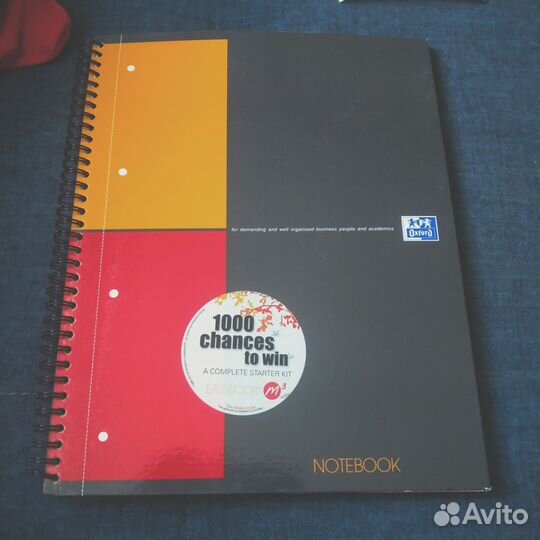 for demanding and well organized business people and academics
Oxford
1000
chances
to win
A COMPLETE STARTER KIT
EASYBOOK m3
NOTEBOOK
Avito